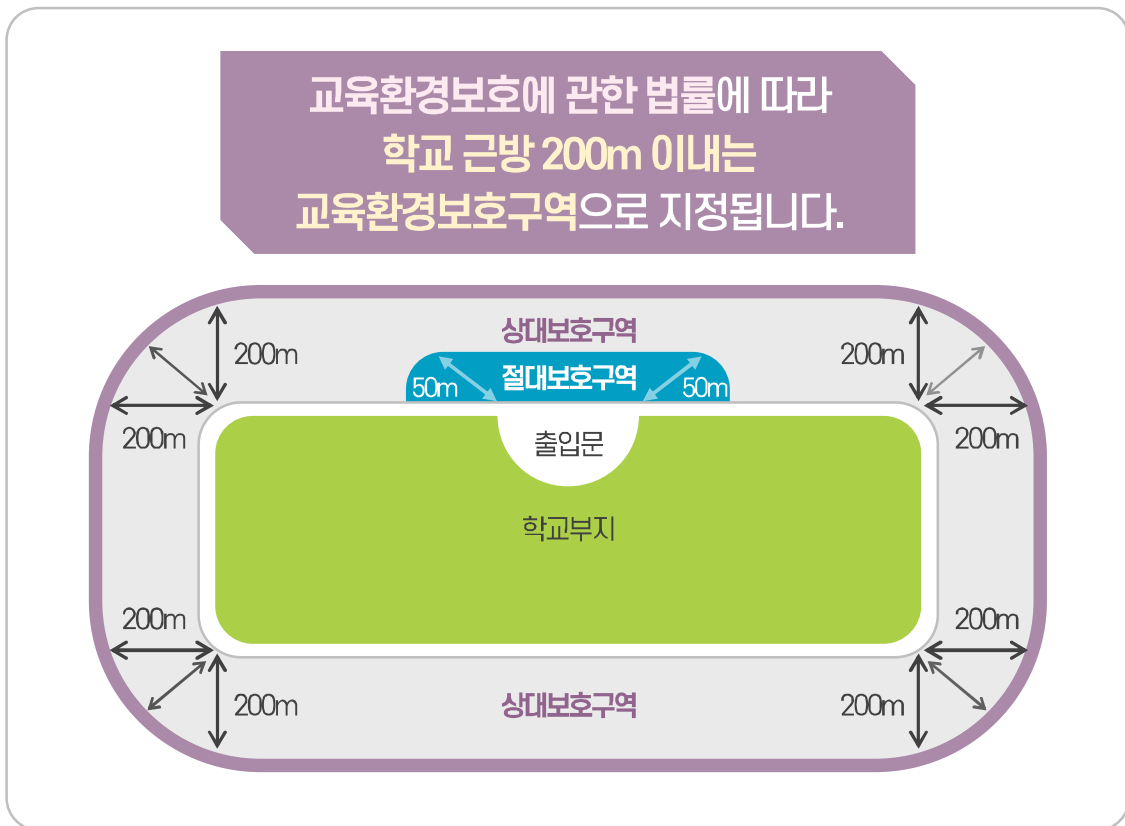 교육환경보호에 관한 법률에 따라
학교 근방 200m 이내는
교육환경보호구역으로 지정됩니다.
상대보호구역
200m
200m
절대보호구역
50m
50m
200m
200m
출입문
학교부지
200m
200m
상대보호구역
200m
200m